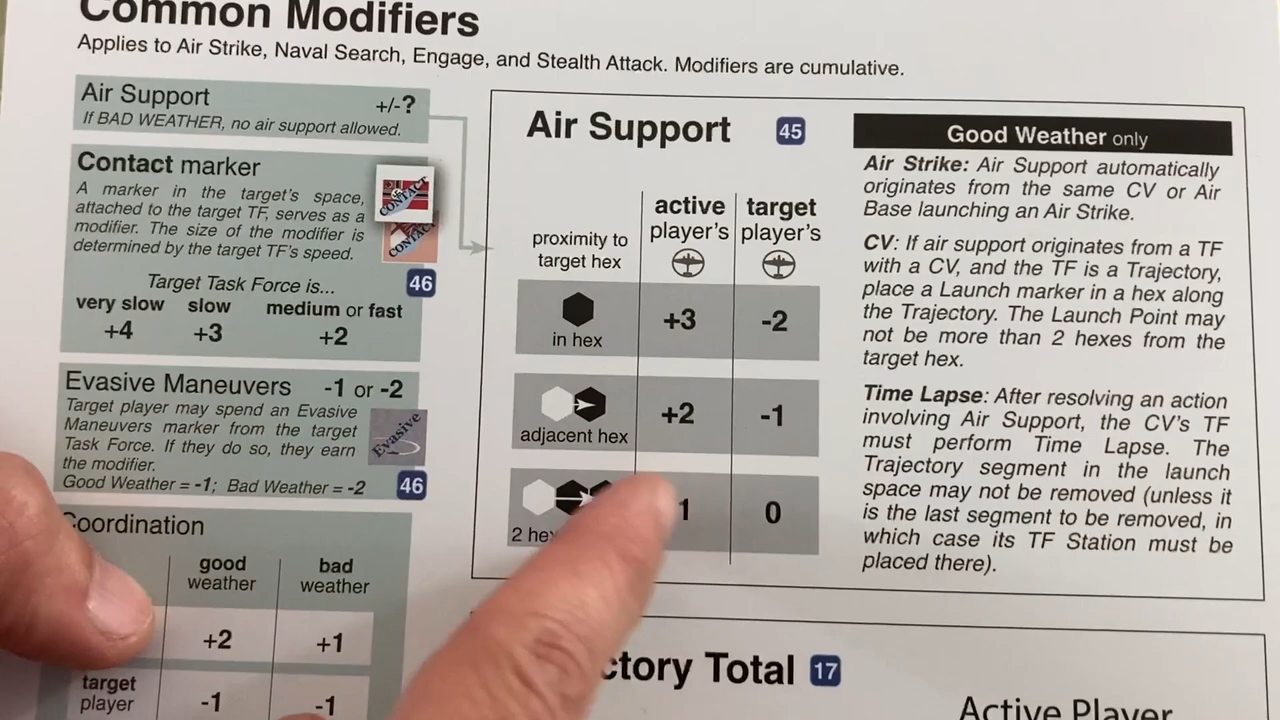 Common Modifiers
Applies to Air Strike, Naval Search, Engage, and Stealth Attack. Modifiers are cumulative.
Air Support +/-?
If BAD WEATHER, no air support allowed.
Contact marker
A marker in the target's space,
attached to the target TF, serves as a
modifier. The size of the modifier is
determined by the target TF's speed.
CONTACT
CONTACT
Target Task Force is... 46
very slow slow medium or fast
+4 +3 +2
Evasive Maneuvers -1 or -2
Target player may spend an Evasive
Maneuvers marker from the target
Task Force. If they do so, they earn
the modifier.
Evasive
Good Weather = -1; Bad Weather = -2 46
Coordination
good bad
weather weather
+2 +1
target
player -1 -1
Air Support 45
active target
proximity to player's player's
target hex
in hex +3 -2
adjacent hex +2 -1
2 1 0
Good Weather only
Air Strike: Air Support automatically
originates from the same CV or Air
Base launching an Air Strike.
CV: If air support originates from a TF
with a CV, and the TF is a Trajectory,
place a Launch marker in a hex along
the Trajectory. The Launch Point may
not be more than 2 hexes from the
target hex.
Time Lapse: After resolving an action
involving Air Support, the CV's TF
must perform Time Lapse. The
Trajectory segment in the launch
space may not be removed (unless it
is the last segment to be removed, in
which case its TF Station must be
placed there).
ctory Total 17
Active Player